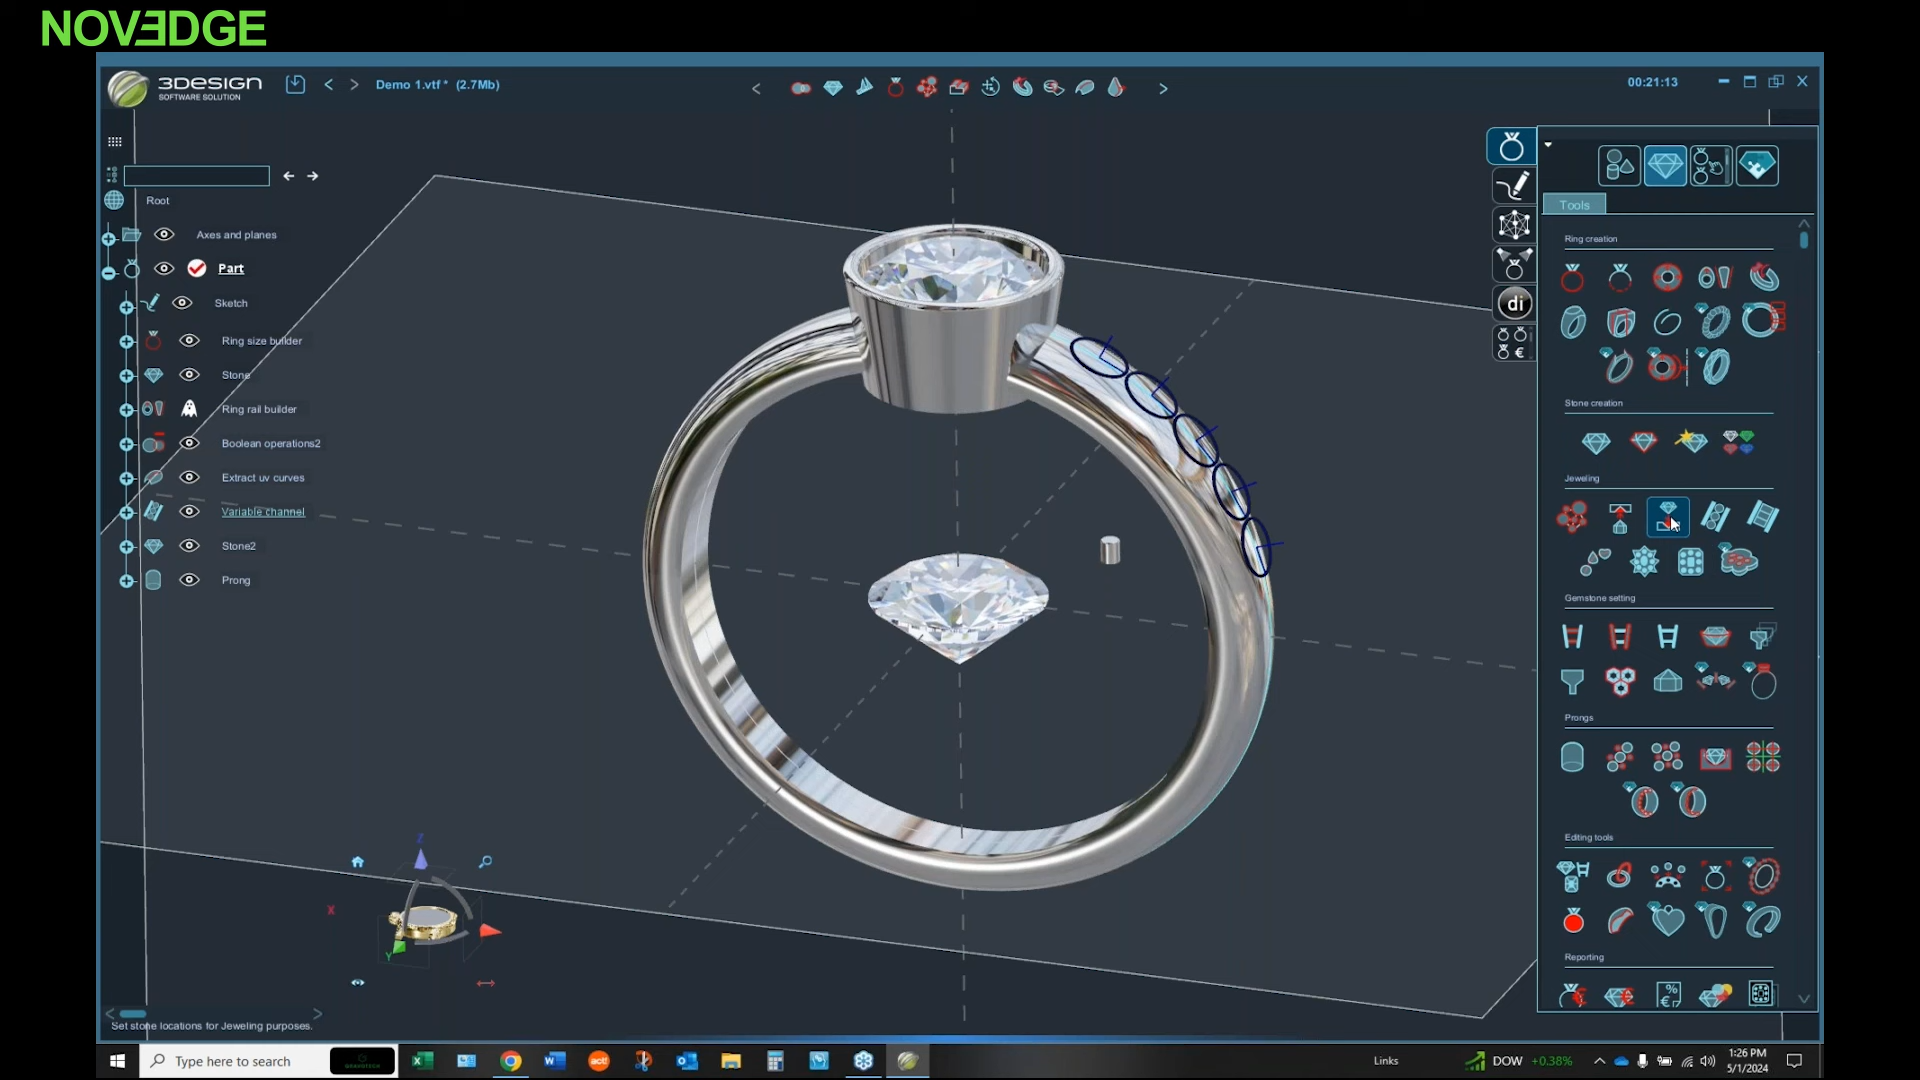 NOVEDGE
3DESIGN
SOFTWARE SOLUTION
Demo 1.vtf * (2.7Mb)
00:21:13
Root
Axes and planes
Part
Sketch
Ring size builder
Stone
Ring rail builder
Boolean operations2
Extract uv curves
Variable channel
Stone2
Prong
di
€
Tools
Ring creation
Stone creation
Jeweling
Gemstone setting
Prongs
Editing tools
Reporting
Z
X
Y
Set stone locations for Jeweling purposes.
Type here to search
act!
Links
DOW +0.38%
1:26 PM
5/1/2024